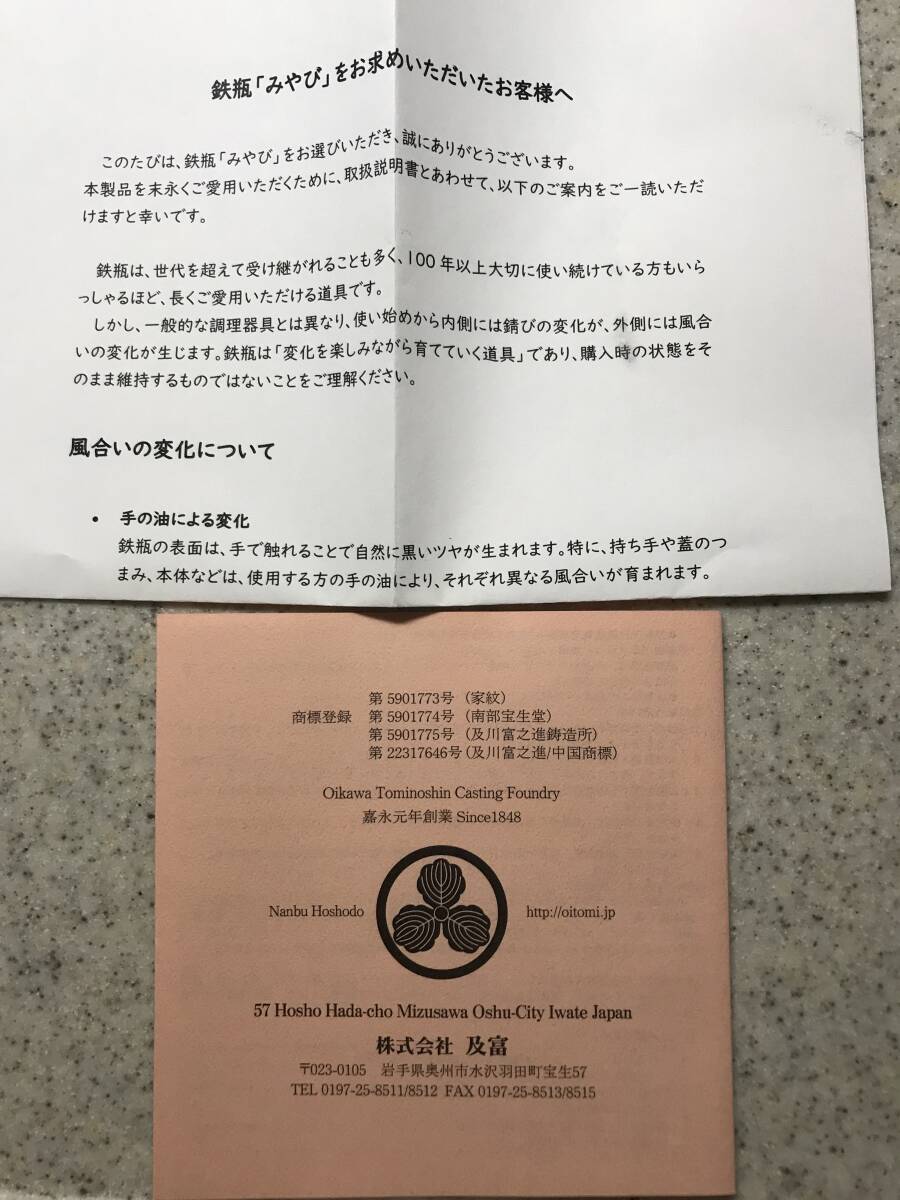 鉄瓶「みやび」をお求めいただいたお客様へ
このたびは、鉄瓶「みやび」をお選びいただき、誠にありがとうございます。
本製品を末永くご愛用いただくために、取扱説明書とあわせて、以下のご案内をご一読いただ
けますと幸いです。
鉄瓶は、世代を超えて受け継がれることも多く、100年以上大切に使い続けている方もいら
っしゃるほど、長くご愛用いただける道具です。
しかし、一般的な調理器具とは異なり、使い始めから内側には錆びの変化が、外側には風合
いの変化が生じます。鉄瓶は「変化を楽しみながら育てていく道具」であり、購入時の状態をそ
のまま維持するものではないことをご理解ください。
風合いの変化について
• 手の油による変化
鉄瓶の表面は、手で触れることで自然に黒いツヤが生まれます。特に、持ち手や蓋のつ
まみ、本体などは、使用する方の手の油により、それぞれ異なる風合いが育まれます。
第5901773号（家紋）
商標登録 第5901774号（南部宝生堂）
第5901775号（及川富之進鋳造所）
第22317646号（及川富之進/中国商標）
Oikawa Tominoshin Casting Foundry
嘉永元年創業 Since1848
Nanbu Hoshodo http://oitomi.jp
57 Hosho Hada-cho Mizusawa Oshu-City Iwate Japan
株式会社 及富
〒023-0105 岩手県奥州市水沢羽田町宝生57
TEL 0197-25-8511/8512 FAX 0197-25-8513/8515